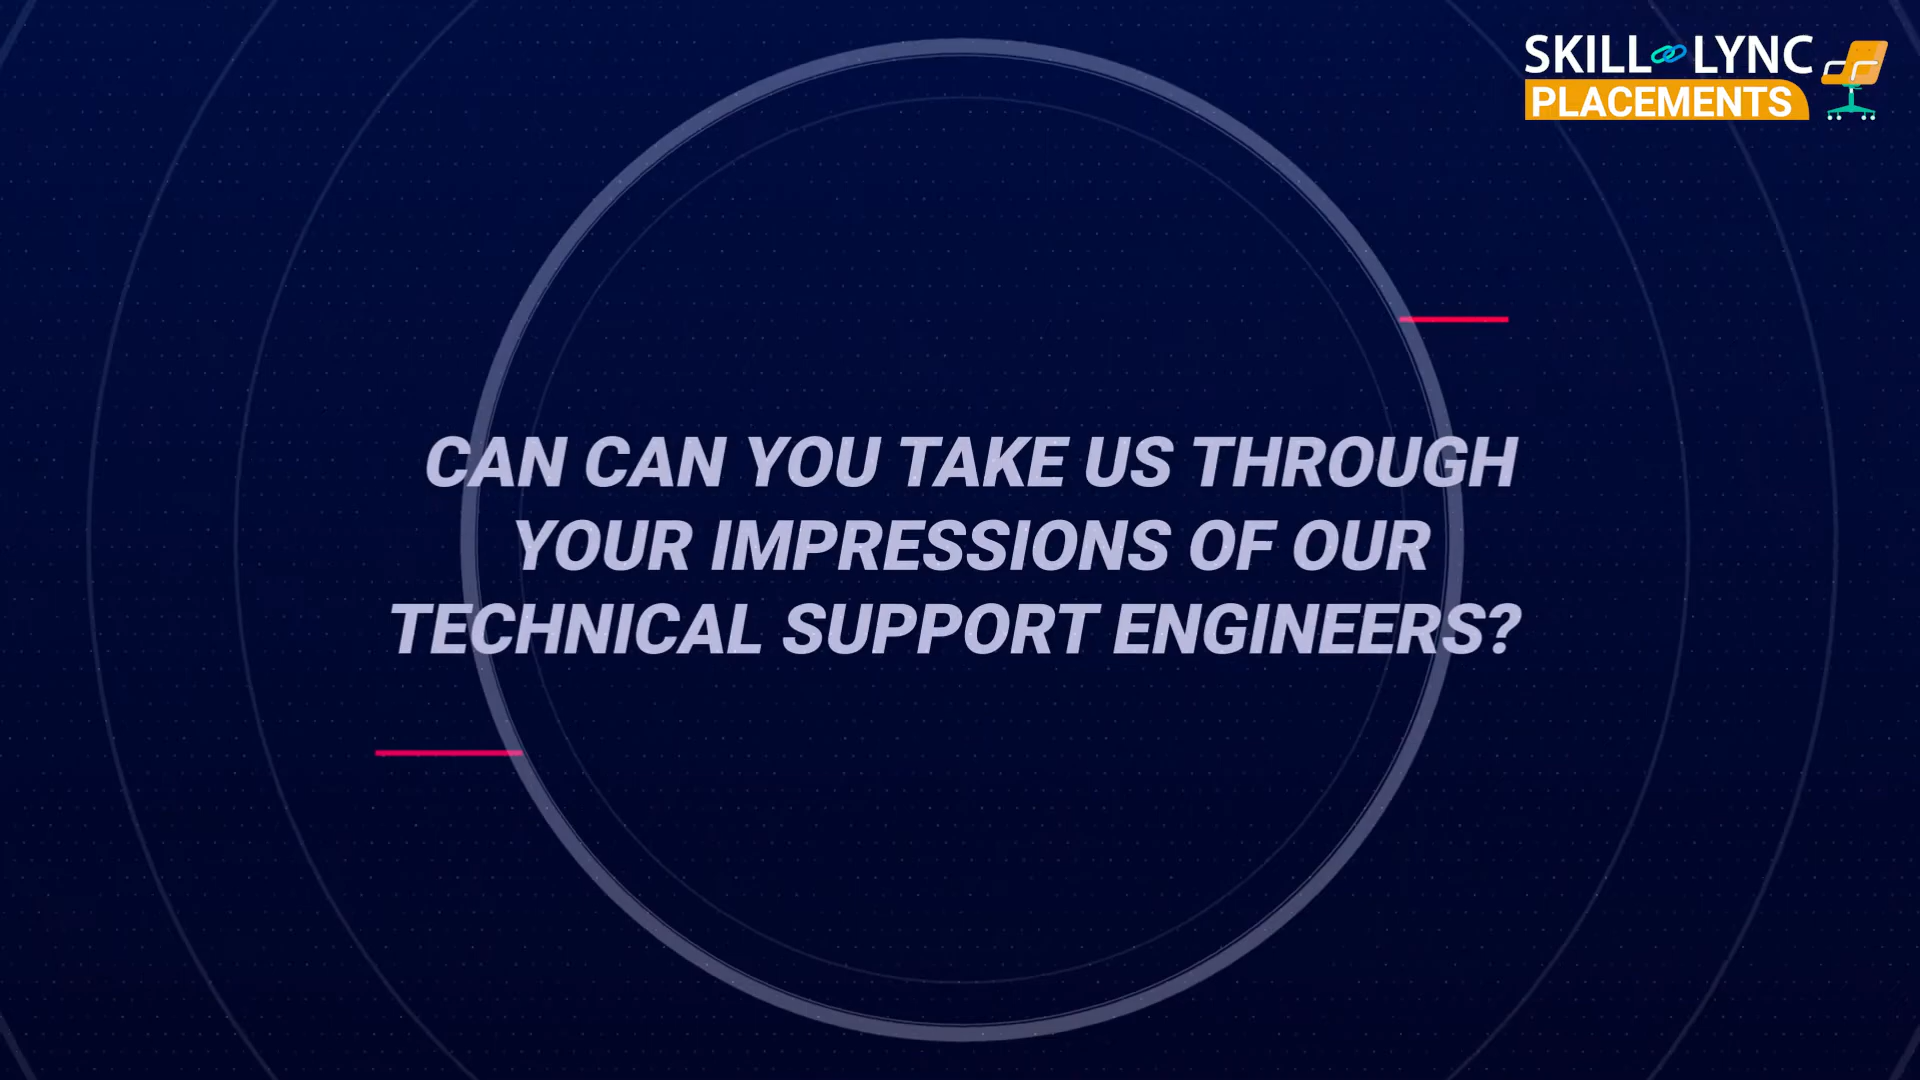 SKILL LYNC
PLACEMENTS
CAN CAN YOU TAKE US THROUGH
YOUR IMPRESSIONS OF OUR
TECHNICAL SUPPORT ENGINEERS?